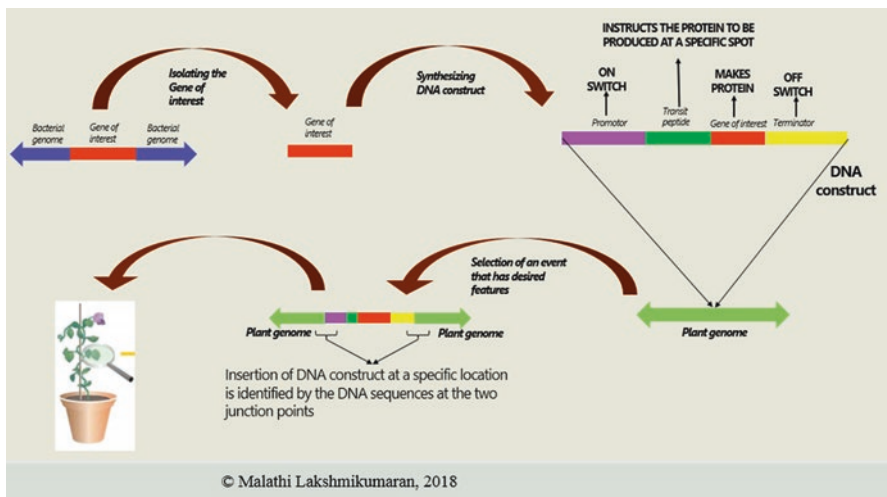 Isolating the
Gene of
interest
Bacterial
genome
Gene of
interest
Bacterial
genome
Gene of
interest
Synthesizing
DNA construct
INSTRUCTS THE PROTEIN TO BE
PRODUCED AT A SPECIFIC SPOT
ON
SWITCH
MAKES
PROTEIN
OFF
SWITCH
Promotor
Transit
peptide
Gene of interest
Terminator
DNA
construct
Selection of an event
that has desired
features
Plant genome
Plant genome
Plant genome
Insertion of DNA construct at a specific location
is identified by the DNA sequences at the two
junction points
© Malathi Lakshmikumaran, 2018